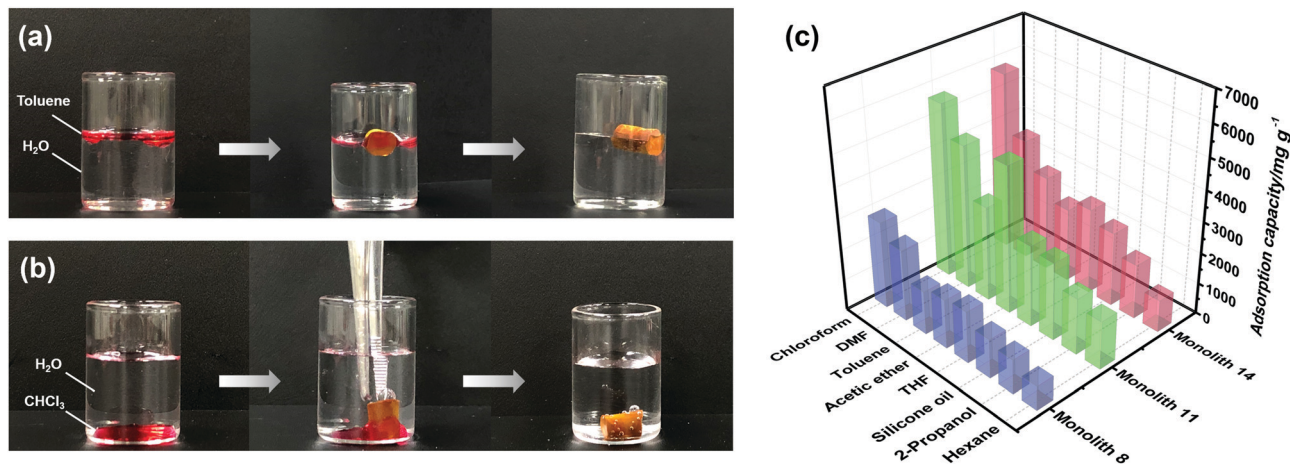 (a)
Toluene
H₂O
(b)
H₂O
CHCl₃
(c)
7000
6000
5000
4000
3000
2000
1000
0
Adsorption capacity/mg g⁻¹
Chloroform
DMF
Toluene
Acetic ether
THF
Silicone oil
2-Propanol
Hexane
Monolith 8
Monolith 11
Monolith 14